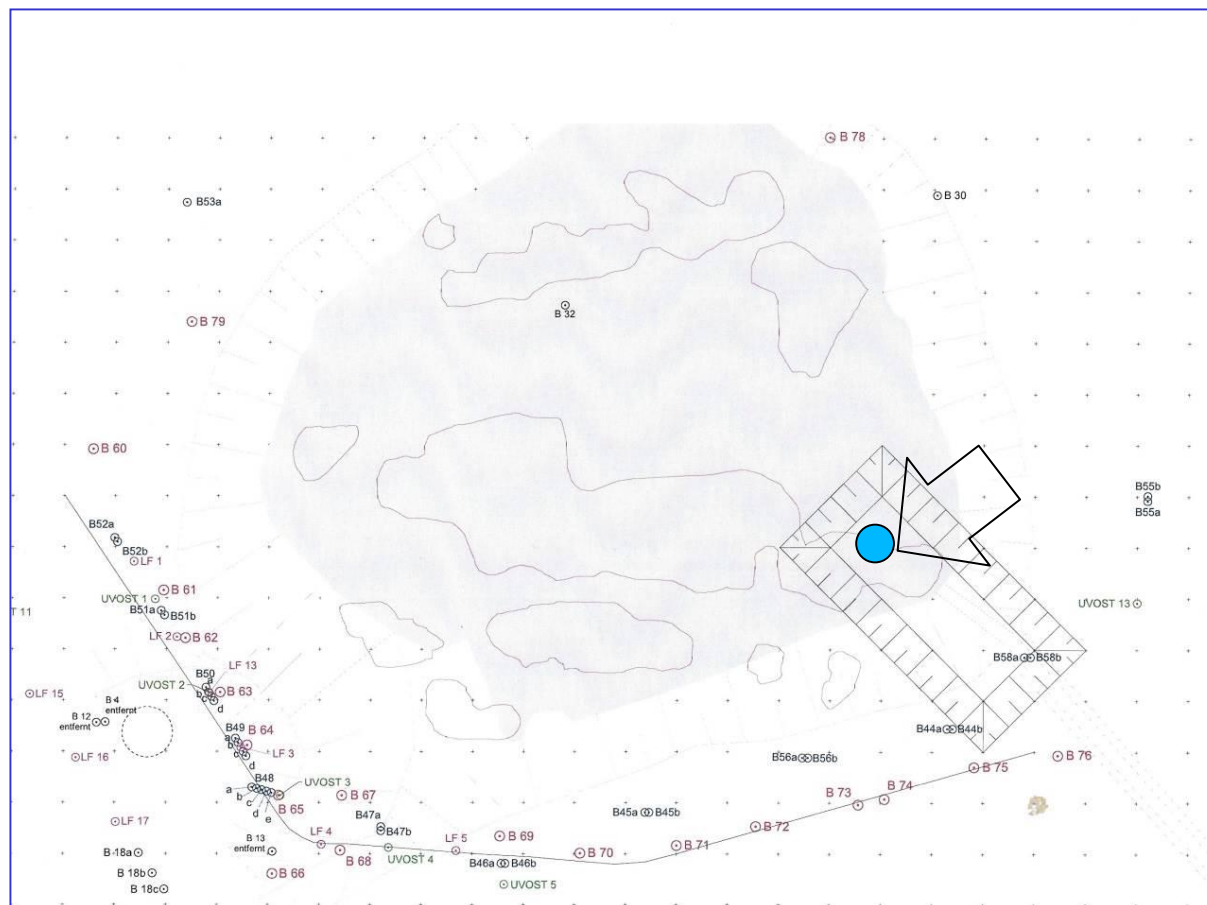 B 78
B53a
B 30
B 32
B 79
B 60
B55b
B55a
B52a
B52b
LF 1
B 61
UVOST 1
B51a
B51b
T 11
UVOST 13
LF 2
B 62
B58a
B58b
LF 13
B50
a
UVOST 2
b
c
d
B 63
LF 15
B 4
entfernt
B 12
entfernt
B49
a
b
c
d
B 64
LF 3
B44a
B44b
LF 16
B56a
B56b
B 76
B 75
B48
a
b
c
d
e
UVOST 3
B 65
B 67
B 74
B 73
LF 17
B47a
B47b
B45a
B45b
B 72
B 13
entfernt
LF 4
B 69
LF 5
B 71
B 18a
B 68
UVOST 4
B 70
B46a
B46b
B 18b
B 66
B 18c
UVOST 5